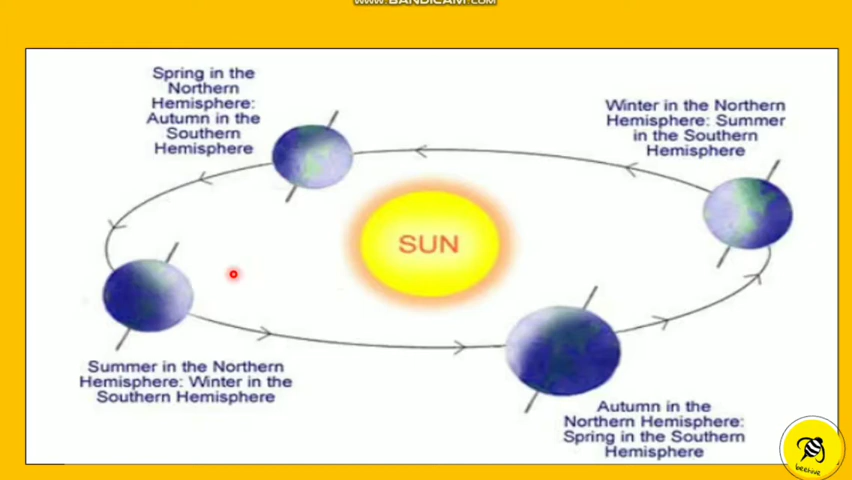 www.BANDICAM.com
Spring in the
Northern
Hemisphere:
Autumn in the
Southern
Hemisphere
Winter in the Northern
Hemisphere: Summer
in the Southern
Hemisphere
SUN
Summer in the Northern
Hemisphere: Winter in the
Southern Hemisphere
Autumn in the
Northern Hemisphere:
Spring in the Southern
Hemisphere
beehive